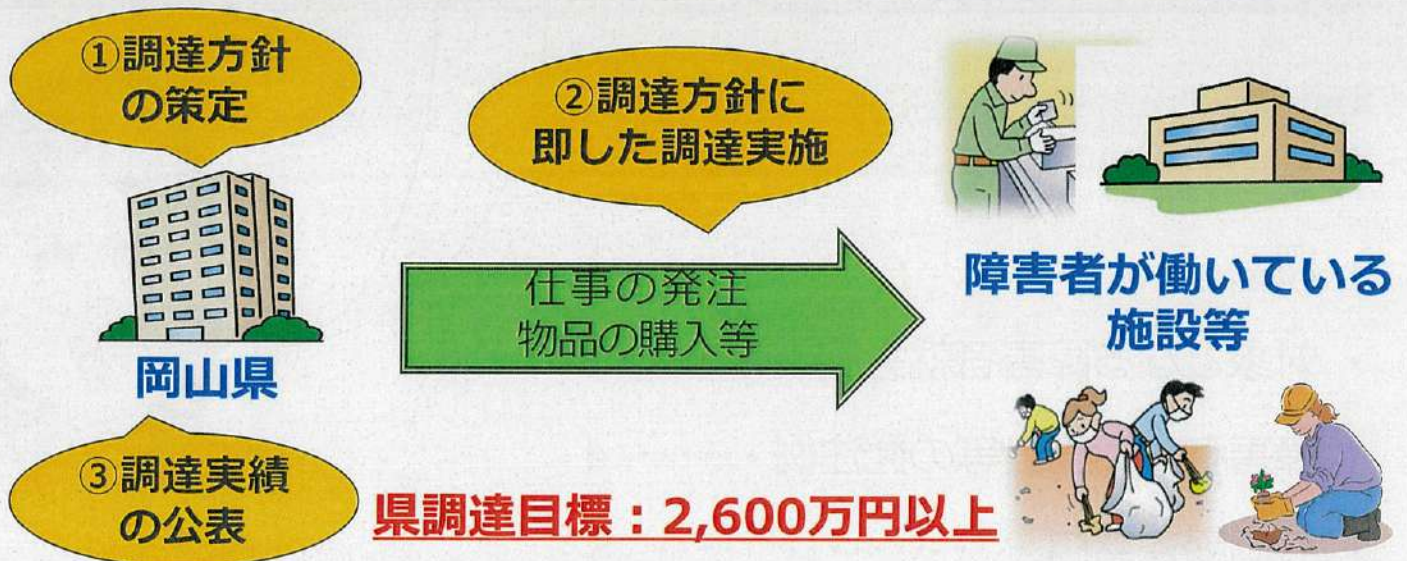 ①調達方針
の策定
②調達方針に
即した調達実施
岡山県
仕事の発注
物品の購入等
障害者が働いている
施設等
③調達実績
の公表
県調達目標：2,600万円以上